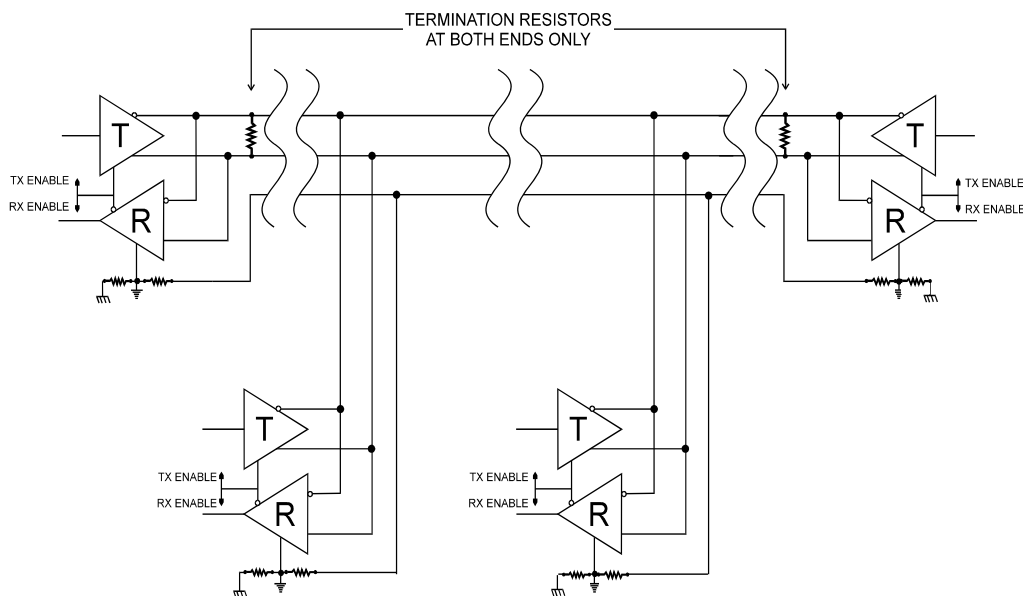 TERMINATION RESISTORS
AT BOTH ENDS ONLY
T
T
TX ENABLE
RX ENABLE
R
TX ENABLE
RX ENABLE
R
T
T
TX ENABLE
RX ENABLE
R
TX ENABLE
RX ENABLE
R